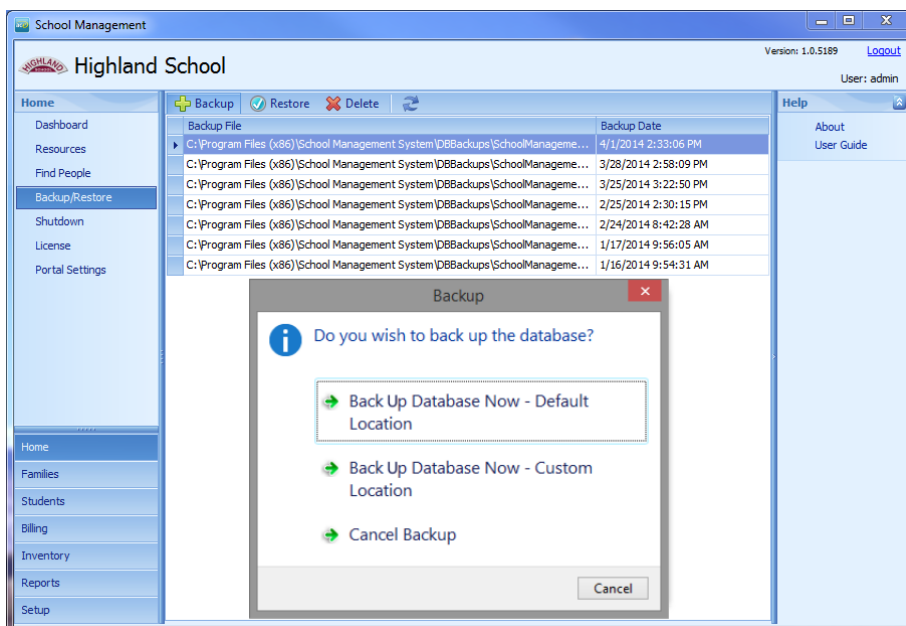 School Management
Version: 1.0.5189 Logout
HIGHLAND Highland School
User: admin
Home
Dashboard
Resources
Find People
Backup/Restore
Shutdown
License
Portal Settings
Home
Families
Students
Billing
Inventory
Reports
Setup
Backup Restore Delete
Backup File Backup Date
C:\Program Files (x86)\School Management System\DBBackups\SchoolManageme... 4/1/2014 2:33:06 PM
C:\Program Files (x86)\School Management System\DBBackups\SchoolManageme... 3/28/2014 2:58:09 PM
C:\Program Files (x86)\School Management System\DBBackups\SchoolManageme... 3/25/2014 3:22:50 PM
C:\Program Files (x86)\School Management System\DBBackups\SchoolManageme... 2/25/2014 2:30:15 PM
C:\Program Files (x86)\School Management System\DBBackups\SchoolManageme... 2/24/2014 8:42:28 AM
C:\Program Files (x86)\School Management System\DBBackups\SchoolManageme... 1/17/2014 9:56:05 AM
C:\Program Files (x86)\School Management System\DBBackups\SchoolManageme... 1/16/2014 9:54:31 AM
Backup
Do you wish to back up the database?
Back Up Database Now - Default
Location
Back Up Database Now - Custom
Location
Cancel Backup
Cancel
Help
About
User Guide